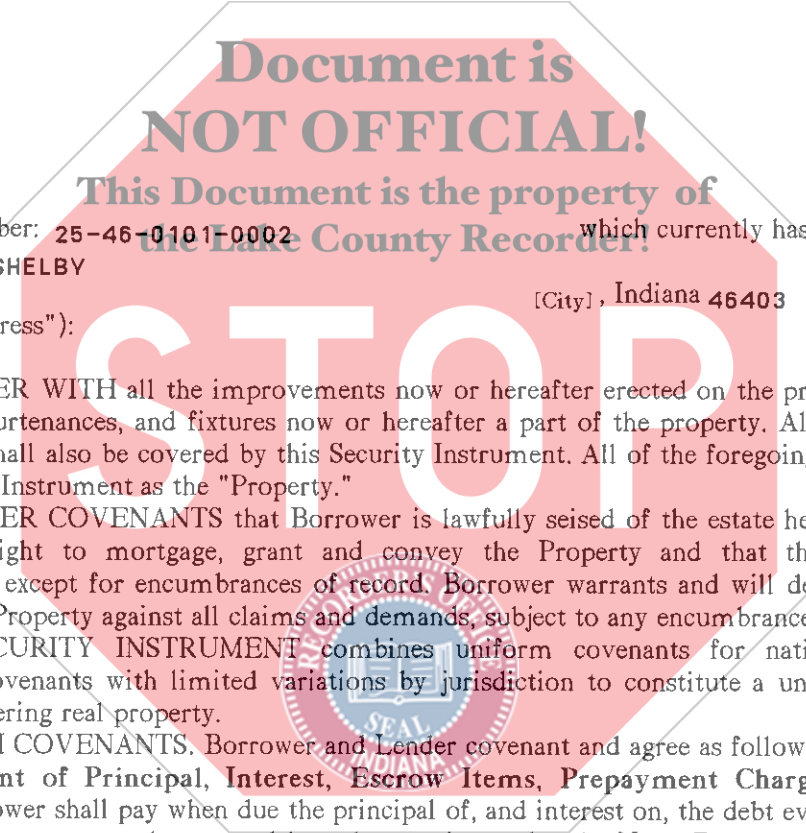 Document is
NOT OFFICIAL!
This Document is the property of
the Lake County Recorder!
ber: 25-46-0101-0002 which currently has
SHELBY
[City], Indiana 46403
ress"):
STOP
ER WITH all the improvements now or hereafter erected on the pr
urtenances, and fixtures now or hereafter a part of the property. Al
hall also be covered by this Security Instrument. All of the foregoin
Instrument as the "Property."
ER COVENANTS that Borrower is lawfully seised of the estate he
ight to mortgage, grant and convey the Property and that th
except for encumbrances of record. Borrower warrants and will de
Property against all claims and demands, subject to any encumbrance
CURITY INSTRUMENT combines uniform covenants for nati
ovenants with limited variations by jurisdiction to constitute a un
ering real property.
RECORDER'S OFFICE
SEAL
INDIANA
M COVENANTS. Borrower and Lender covenant and agree as follow
nt of Principal, Interest, Escrow Items, Prepayment Charg
ower shall pay when due the principal of, and interest on, the debt ev